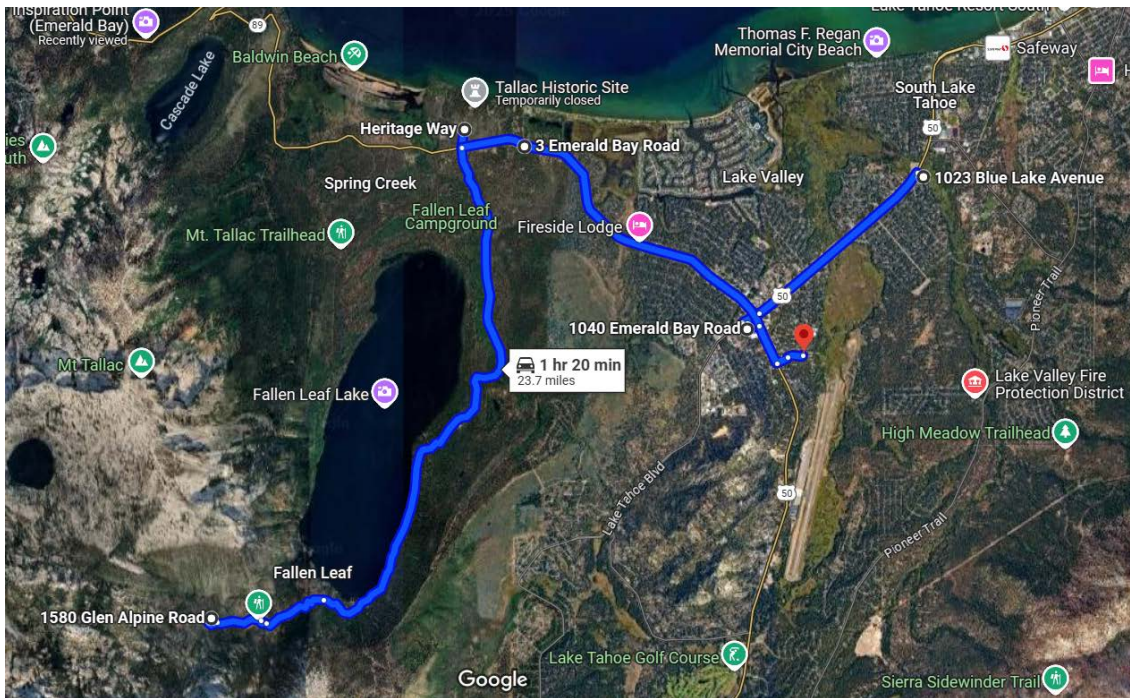 Inspiration Point
(Emerald Bay)
Recently viewed
89
Lake Tahoe Resort South
Thomas F. Regan
Memorial City Beach
Safeway
Baldwin Beach
Cascade Lake
Tallac Historic Site
Temporarily closed
South Lake
Tahoe
50
Heritage Way
3 Emerald Bay Road
1023 Blue Lake Avenue
Spring Creek
Lake Valley
Fallen Leaf
Campground
Mt. Tallac Trailhead
Fireside Lodge
50
Pioneer Trail
1040 Emerald Bay Road
Mt Tallac
1 hr 20 min
23.7 miles
Fallen Leaf Lake
Lake Valley Fire
Protection District
High Meadow Trailhead
Lake Tahoe Blvd
50
Pioneer Trail
Fallen Leaf
1580 Glen Alpine Road
Lake Tahoe Golf Course
Google
Sierra Sidewinder Trail